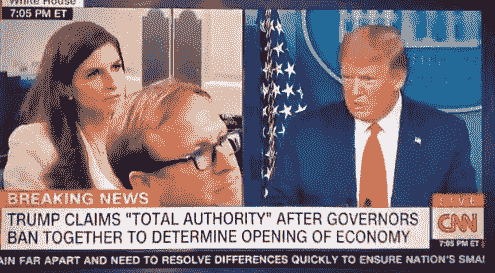 White House
7:05 PM ET
BREAKING NEWS
TRUMP CLAIMS "TOTAL AUTHORITY" AFTER GOVERNORS
BAN TOGETHER TO DETERMINE OPENING OF ECONOMY
LIVE
CNN
7:05 PM ET
AIN FAR APART AND NEED TO RESOLVE DIFFERENCES QUICKLY TO ENSURE NATION'S SMAL